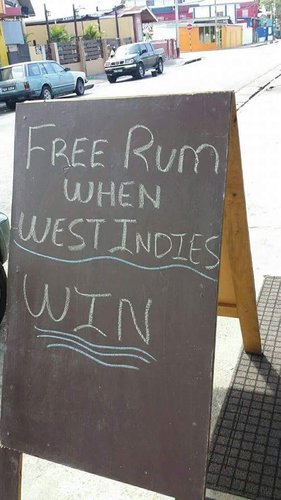 FREE RUM
WHEN
WEST INDIES
WIN